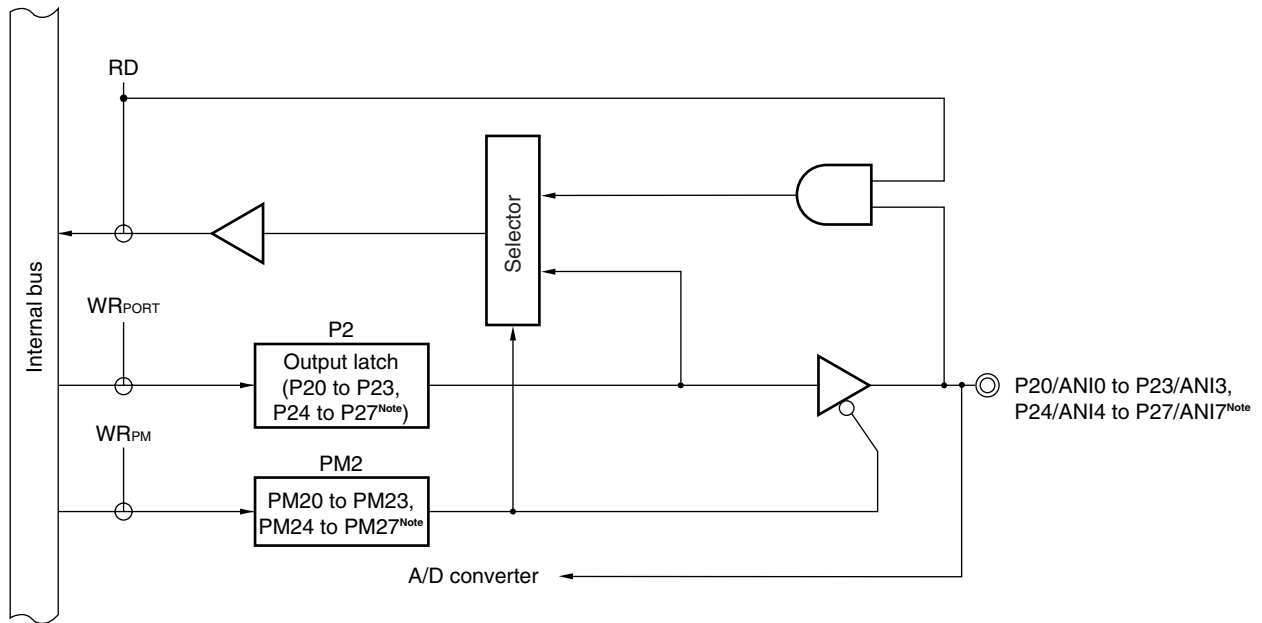 RD
Selector
Internal bus
WRPORT
P2
Output latch
(P20 to P23,
P24 to P27Note)
P20/ANI0 to P23/ANI3,
P24/ANI4 to P27/ANI7Note
WRPM
PM2
PM20 to PM23,
PM24 to PM27Note
A/D converter